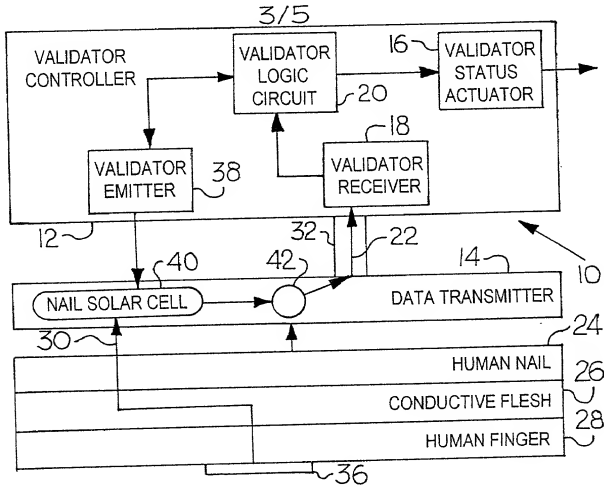 3/5
VALIDATOR
CONTROLLER
VALIDATOR
LOGIC
CIRCUIT
20
16
VALIDATOR
STATUS
ACTUATOR
18
VALIDATOR
EMITTER
38
VALIDATOR
RECEIVER
12
32
22
10
40
42
14
NAIL SOLAR CELL
DATA TRANSMITTER
30
24
HUMAN NAIL
26
CONDUCTIVE FLESH
28
HUMAN FINGER
36